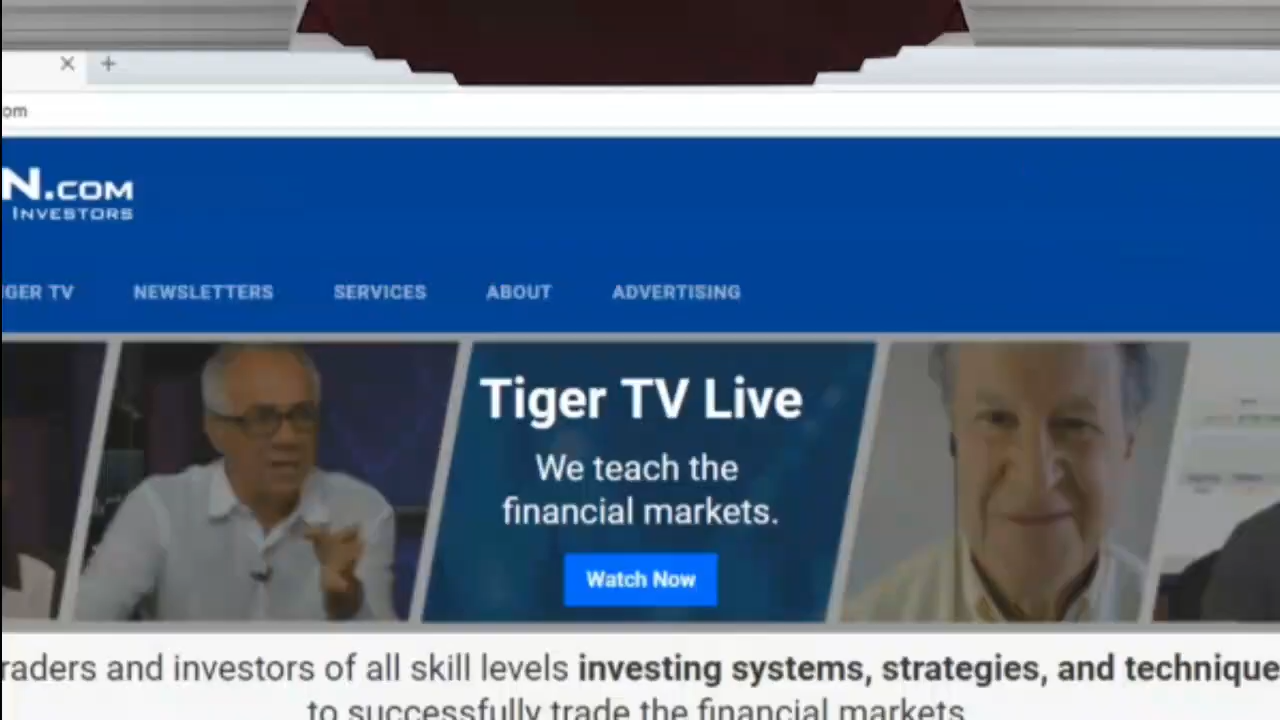 om
N.COM
INVESTORS
IGER TV NEWSLETTERS SERVICES ABOUT ADVERTISING
Tiger TV Live
We teach the
financial markets.
Watch Now
raders and investors of all skill levels investing systems, strategies, and technique
to successfully trade the financial markets